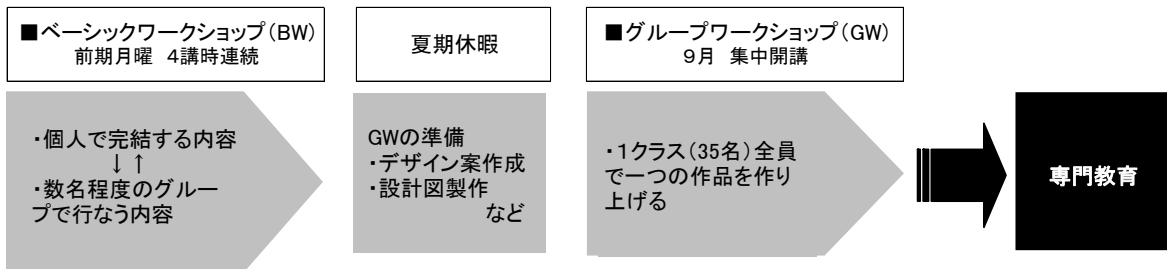 ■ベーシックワークショップ（BW）
前期月曜　４講時連続
・個人で完結する内容
↓ ↑
・数名程度のグルー
プで行なう内容
夏期休暇
GWの準備
・デザイン案作成
・設計図製作
など
■グループワークショップ（GW）
９月　集中開講
・１クラス（35名）全員
で一つの作品を作り
上げる
専門教育